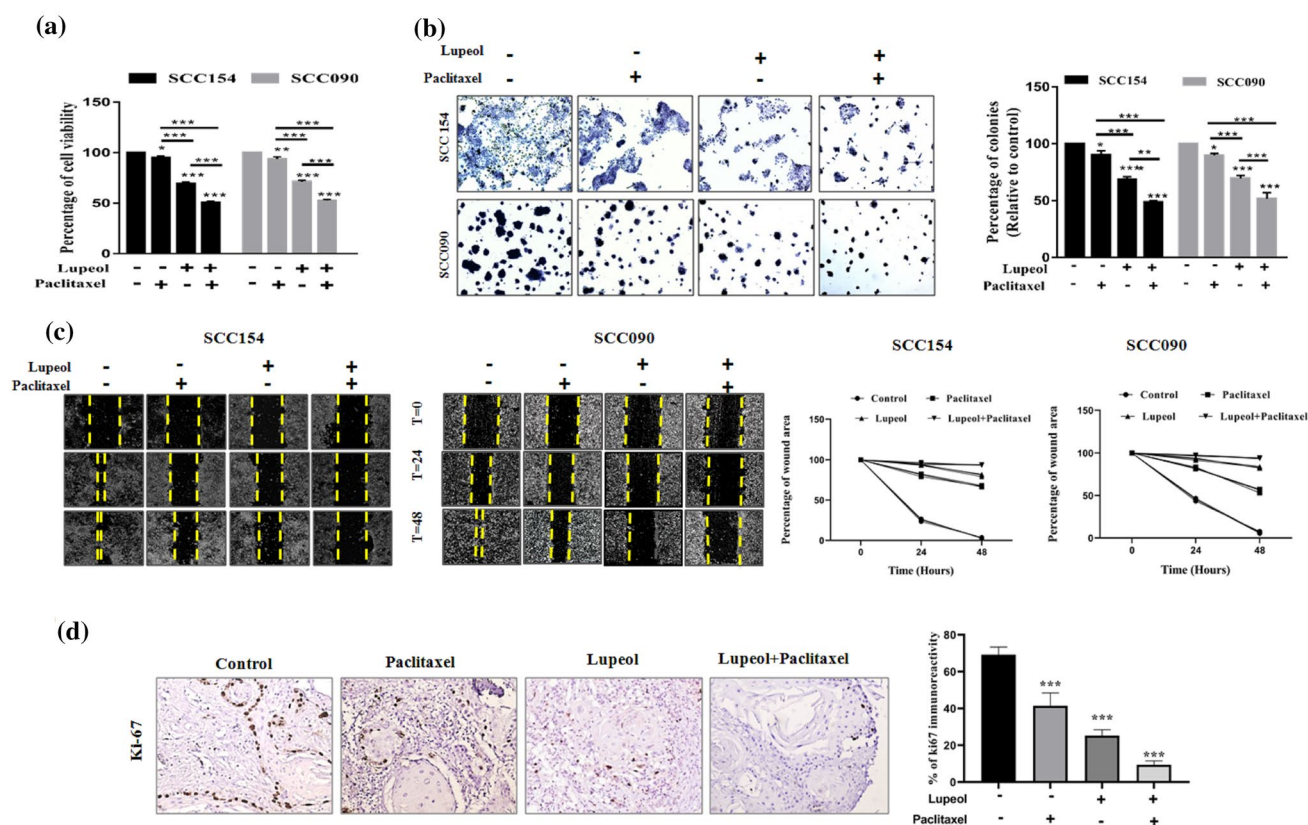 (a)
SCC154 SCC090
Percentage of cell viability
150
100
50
0
* *** *** *** *** *** ***
** *** *** *** *** *** ***
Lupeol - - + + - - + +
Paclitaxel - + - + - + - +
(b)
Lupeol - - + +
Paclitaxel - + - +
SCC 154
SCC090
SCC154 SCC090
Percentage of colonies
(Relative to control)
150
100
50
0
* *** *** **** ** ***
* *** *** *** *** ***
Lupeol - - + + - - + +
Paclitaxel - + - + - + - +
(c)
SCC154
Lupeol - - + +
Paclitaxel - + - +
SCC090
- - + +
- + - +
T=0
T=24
T=48
SCC154
Control Paclitaxel
Lupeol Lupeol+Paclitaxel
Percentage of wound area
150
100
50
0
0 24 48
Time (Hours)
SCC090
Control Paclitaxel
Lupeol Lupeol+Paclitaxel
Percentage of wound area
150
100
50
0
0 24 48
Time (Hours)
(d)
Control Paclitaxel Lupeol Lupeol+Paclitaxel
Ki-67
% of ki67 immunoreactivity
80
60
40
20
0
***
***
***
Lupeol - - + +
Paclitaxel - + - +